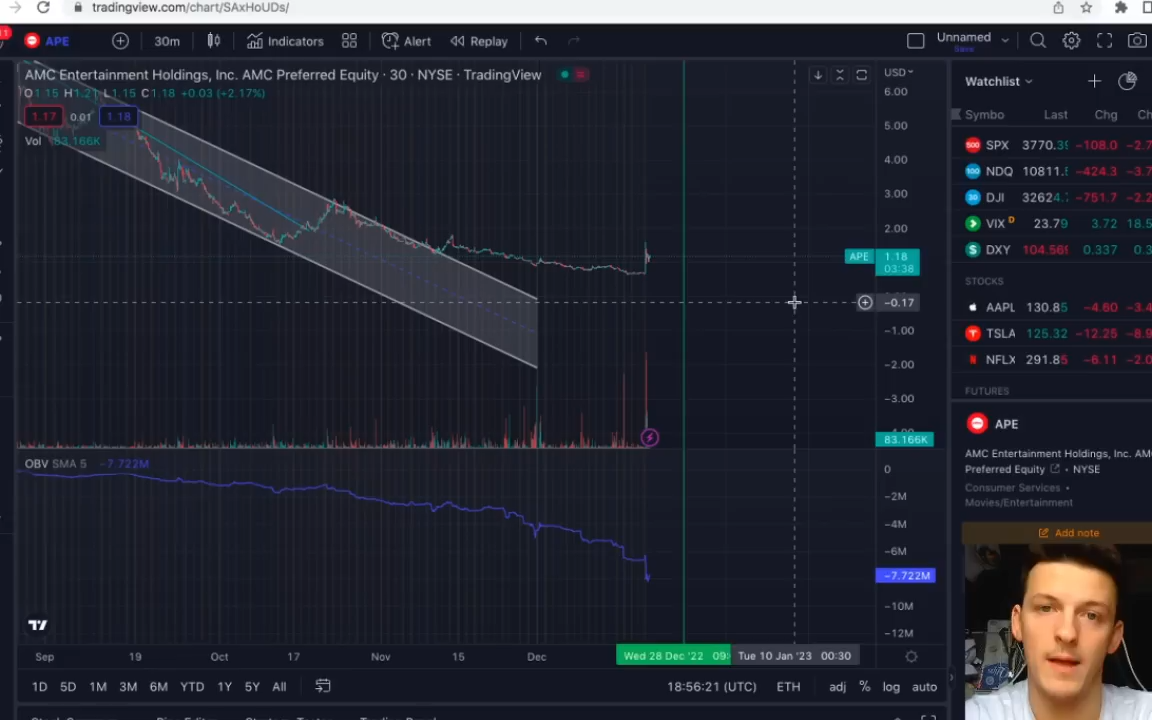 tradingview.com/chart/SAxHoUDs/
11
APE
30m
Indicators
Alert
Replay
Unnamed
Save
AMC Entertainment Holdings, Inc. AMC Preferred Equity · 30 · NYSE · TradingView
O1.15 H1.21 L1.15 C1.18 +0.03 (+2.17%)
1.17 0.01 1.18
Vol 83.166K
USD
6.00
5.00
4.00
3.00
2.00
APE 1.18
03:38
−0.17
−1.00
−2.00
−3.00
83.166K
OBV SMA 5 −7.722M
0
−2M
−4M
−6M
−7.722M
−10M
−12M
Sep 19 Oct 17 Nov 15 Dec
Wed 28 Dec '22 09: Tue 10 Jan '23 00:30
1D 5D 1M 3M 6M YTD 1Y 5Y All
18:56:21 (UTC) ETH adj % log auto
Watchlist
Symbo Last Chg
SPX 3770.39 −108.0 −2.7
NDQ 10811. −424.3 −3.7
DJI 32624. −751.7 −2.2
VIX D 23.79 3.72 18.5
DXY 104.56 0.337 0.3
STOCKS
AAPL 130.85 −4.60 −3.4
TSLA 125.32 −12.25 −8.9
NFLX 291.85 −6.11 −2.0
FUTURES
APE
AMC Entertainment Holdings, Inc. AMC
Preferred Equity • NYSE
Consumer Services •
Movies/Entertainment
Add note